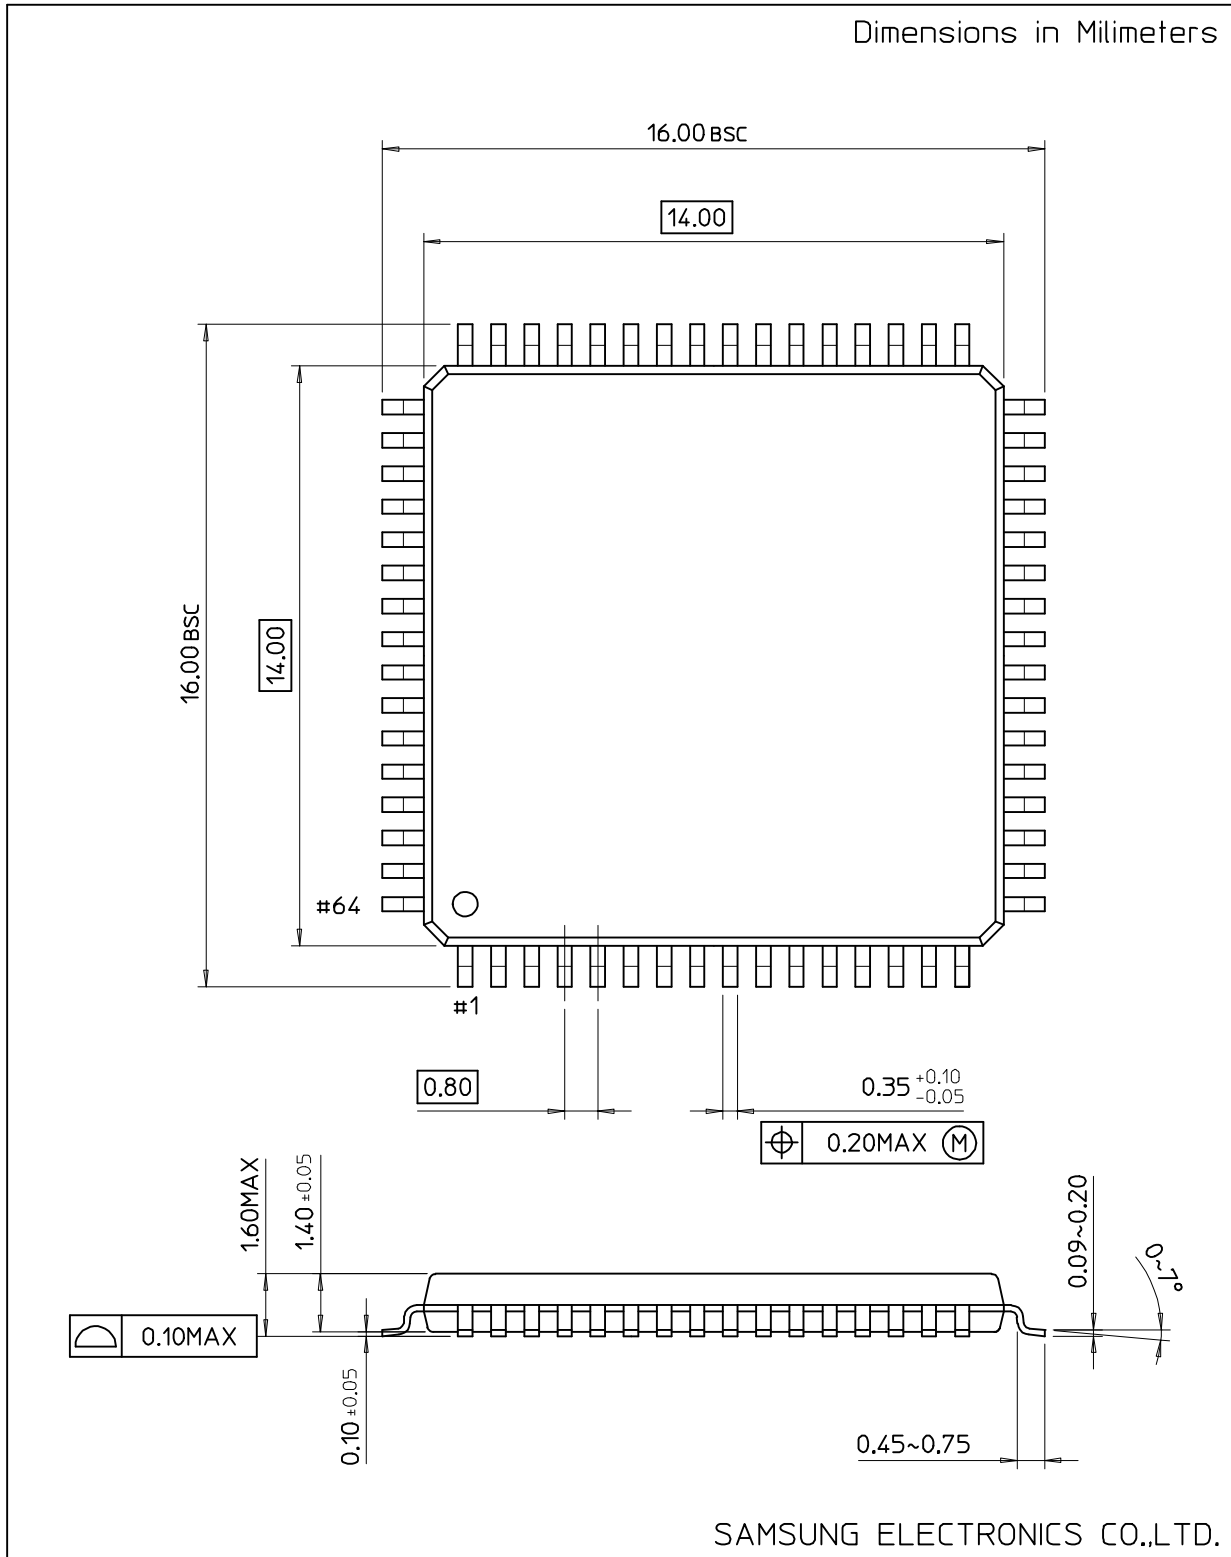 Dimensions in Milimeters
16.00 BSC
14.00
16.00 BSC
14.00
#64
#1
0.80
0.35 +0.10 -0.05
0.20MAX M
1.60MAX
1.40 ±0.05
0.09~0.20
0~7°
0.10MAX
0.10 ±0.05
0.45~0.75
SAMSUNG ELECTRONICS CO.,LTD.